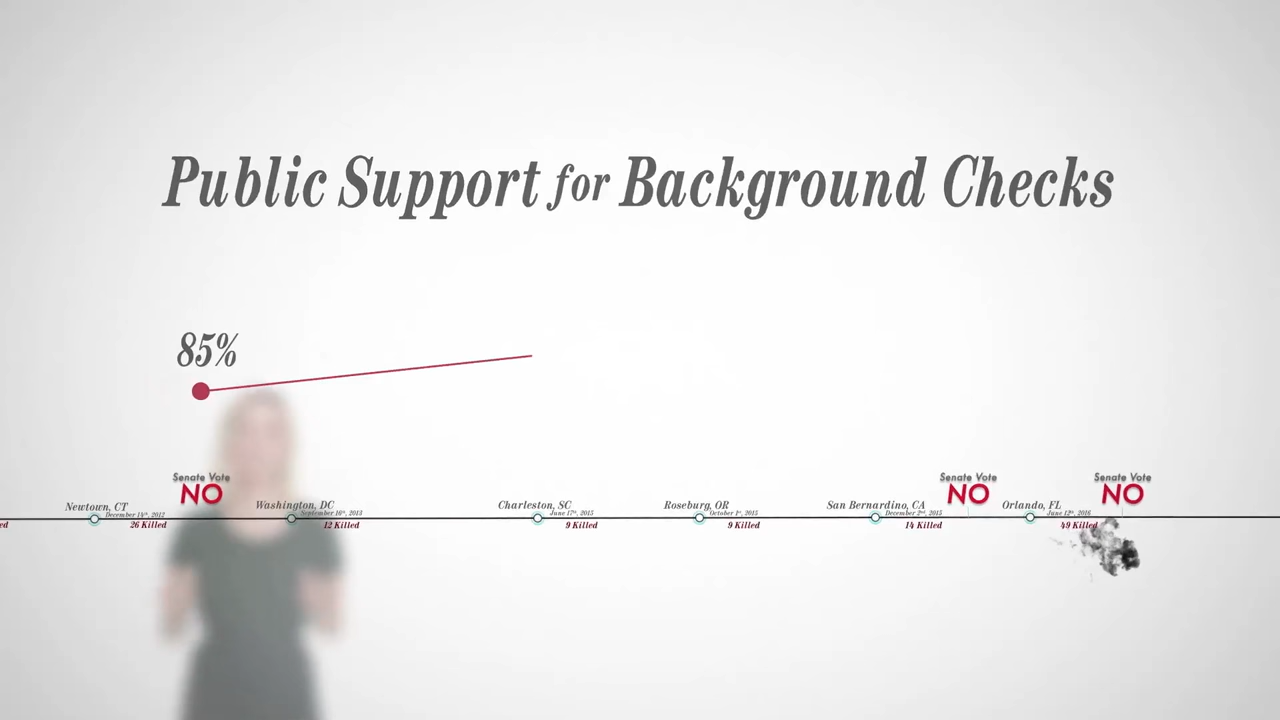 Public Support for Background Checks
85%
Senate Vote
NO
Senate Vote
NO
Senate Vote
NO
Newtown, CT
December 14th, 2012
26 Killed
Washington, DC
September 16th, 2013
12 Killed
Charleston, SC
June 17th, 2015
9 Killed
Roseburg, OR
October 1st, 2015
9 Killed
San Bernardino, CA
December 2nd, 2015
14 Killed
Orlando, FL
June 12th, 2016
49 Killed